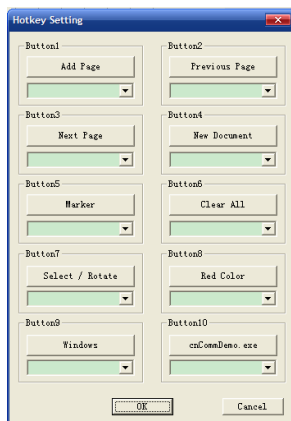 Hotkey Setting
Button1 Button2
Add Page Previous Page
Button3 Button4
Next Page New Document
Button5 Button6
Marker Clear All
Button7 Button8
Select / Rotate Red Color
Button9 Button10
Windows cnCommDemo.exe
OK Cancel